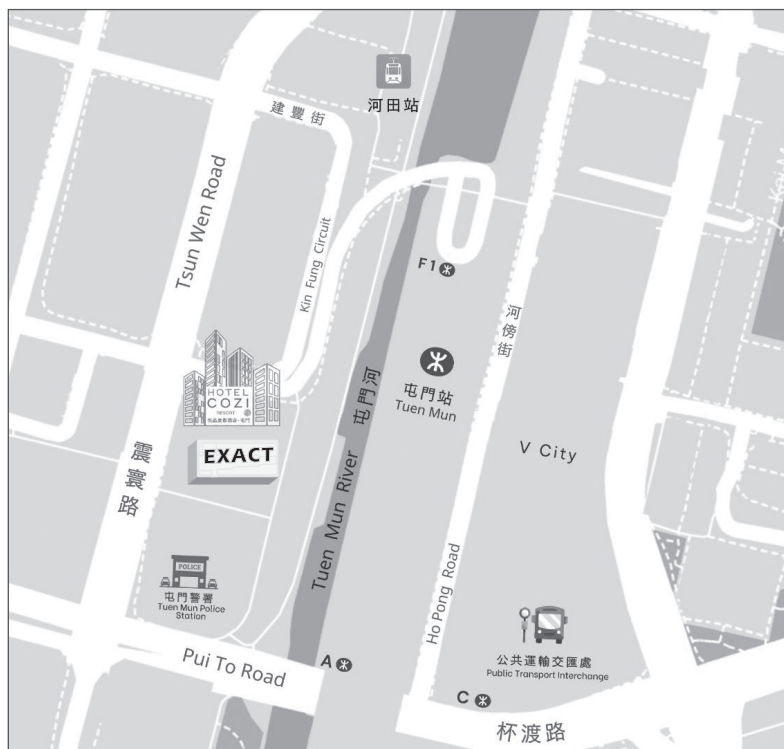 河田站
建豐街
Tsun Wen Road
Kin Fung Circuit
F1
河傍街
屯門站
Tuen Mun
屯門河
HOTEL
COZI
resort
EXACT
V City
震寰路
Tuen Mun River
POLICE
屯門警署
Tuen Mun Police
Station
Ho Pong Road
公共運輸交匯處
Public Transport Interchange
A
Pui To Road
C
杯渡路